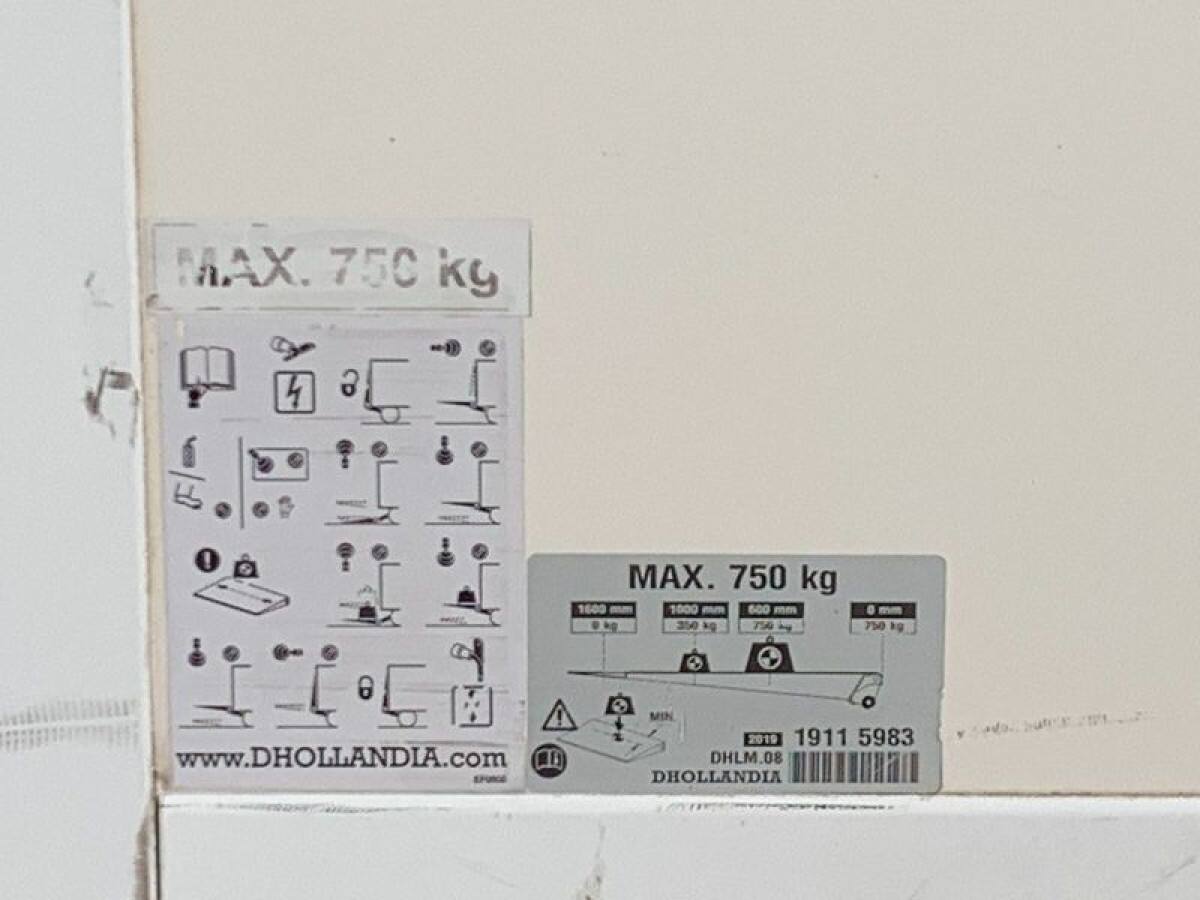 MAX. 750 kg
www.DHOLLANDIA.com
MAX. 750 kg
1600 mm 1000 mm 600 mm 0 mm
0 kg 350 kg 750 kg 750 kg
MIN.
2019 1911 5983
DHLM.08
DHOLLANDIA